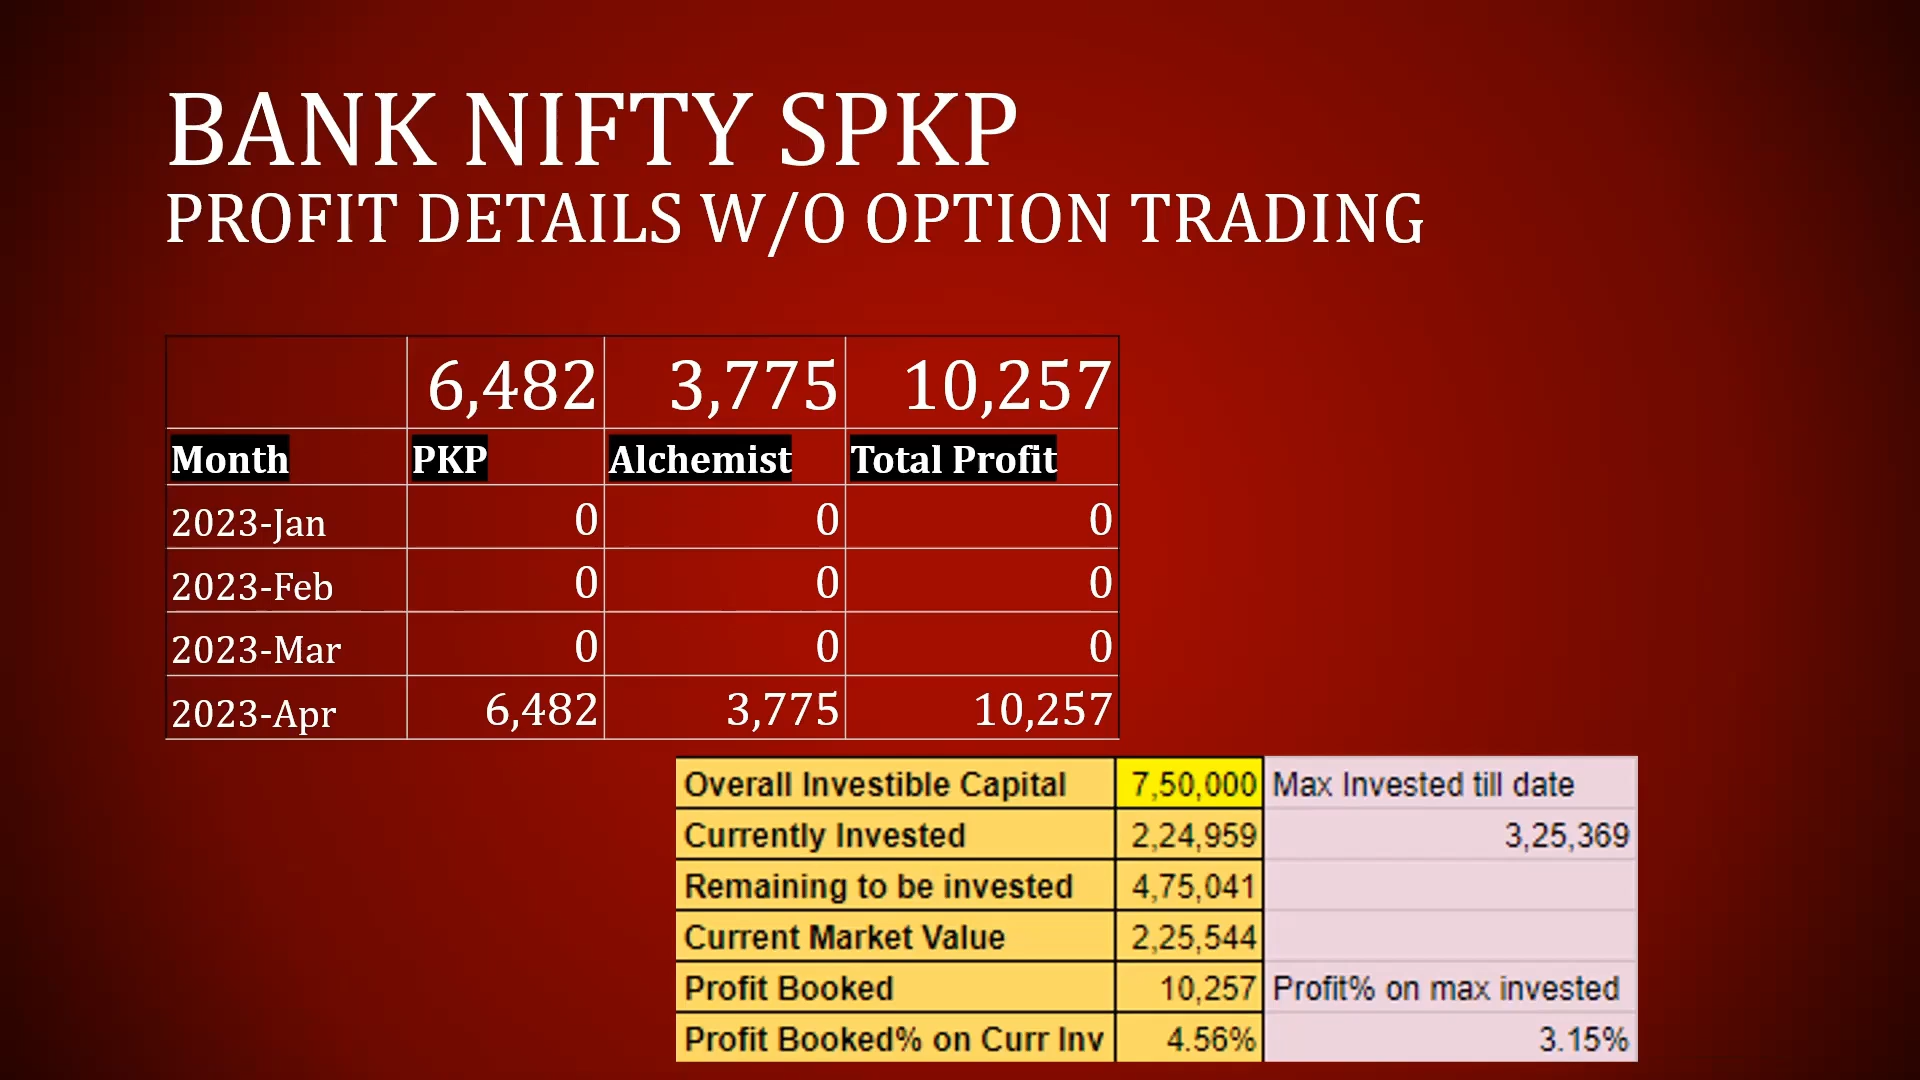 BANK NIFTY SPKP
PROFIT DETAILS W/O OPTION TRADING
6,482 3,775 10,257
Month PKP Alchemist Total Profit
2023-Jan 0 0 0
2023-Feb 0 0 0
2023-Mar 0 0 0
2023-Apr 6,482 3,775 10,257
Overall Investible Capital 7,50,000 Max Invested till date
Currently Invested 2,24,959 3,25,369
Remaining to be invested 4,75,041
Current Market Value 2,25,544
Profit Booked 10,257 Profit% on max invested
Profit Booked% on Curr Inv 4.56% 3.15%